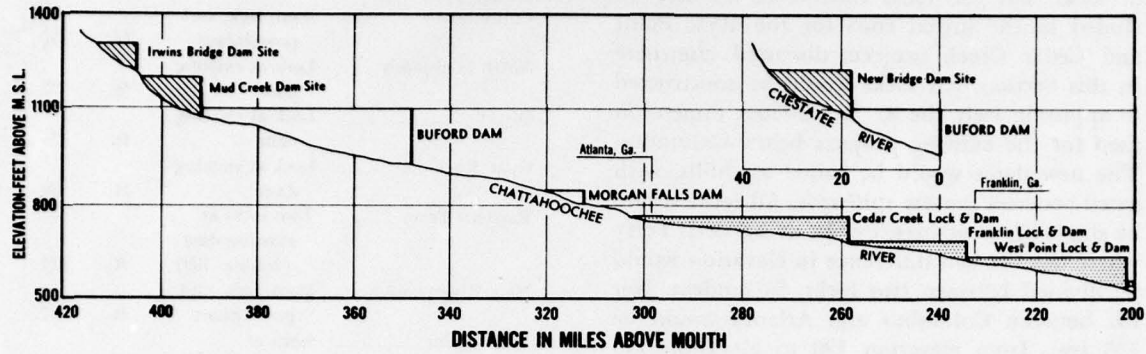 ELEVATION-FEET ABOVE M. S. L.
1400
1100
800
500
Irwins Bridge Dam Site
Mud Creek Dam Site
BUFORD DAM
New Bridge Dam Site
CHESTATEE
RIVER
BUFORD DAM
Atlanta, Ga.
40 20 0
Franklin, Ga.
MORGAN FALLS DAM
CHATTAHOOCHEE
RIVER
Cedar Creek Lock & Dam
Franklin Lock & Dam
West Point Lock & Dam
420 400 380 360 340 320 300 280 260 240 220 200
DISTANCE IN MILES ABOVE MOUTH